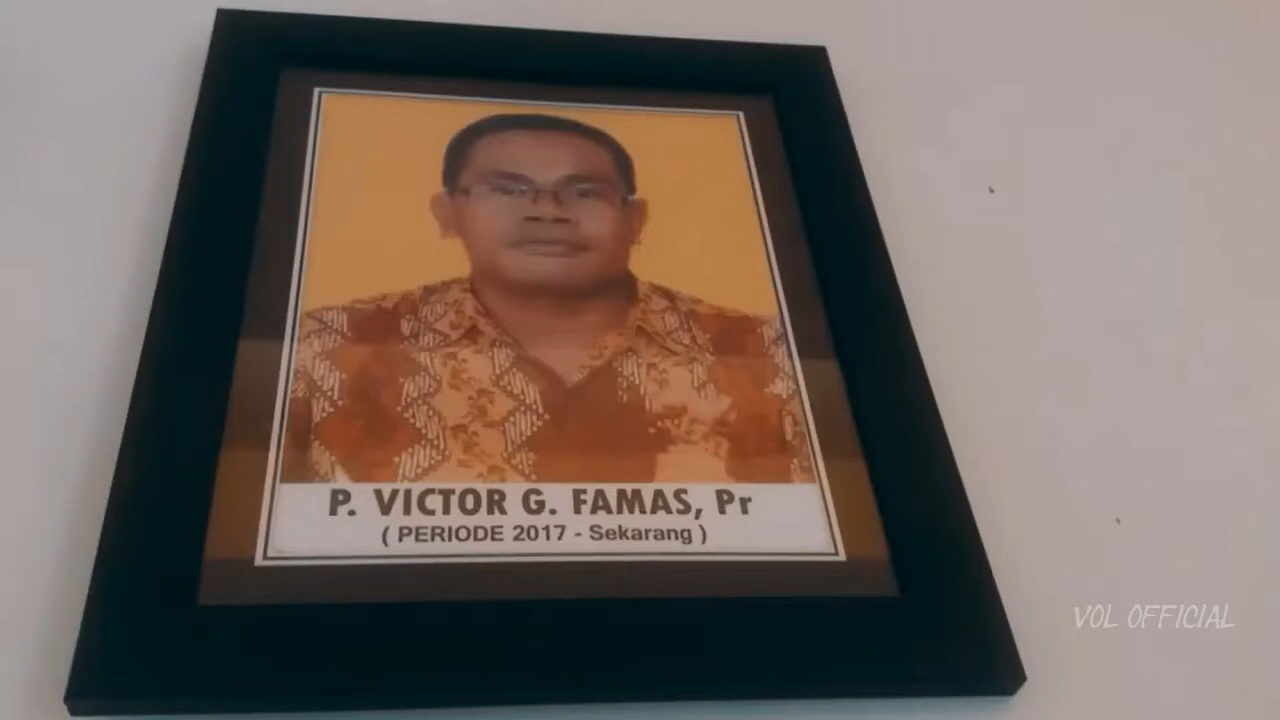 P. VICTOR G. FAMAS, Pr
( PERIODE 2017 - Sekarang )
VOL OFFICIAL